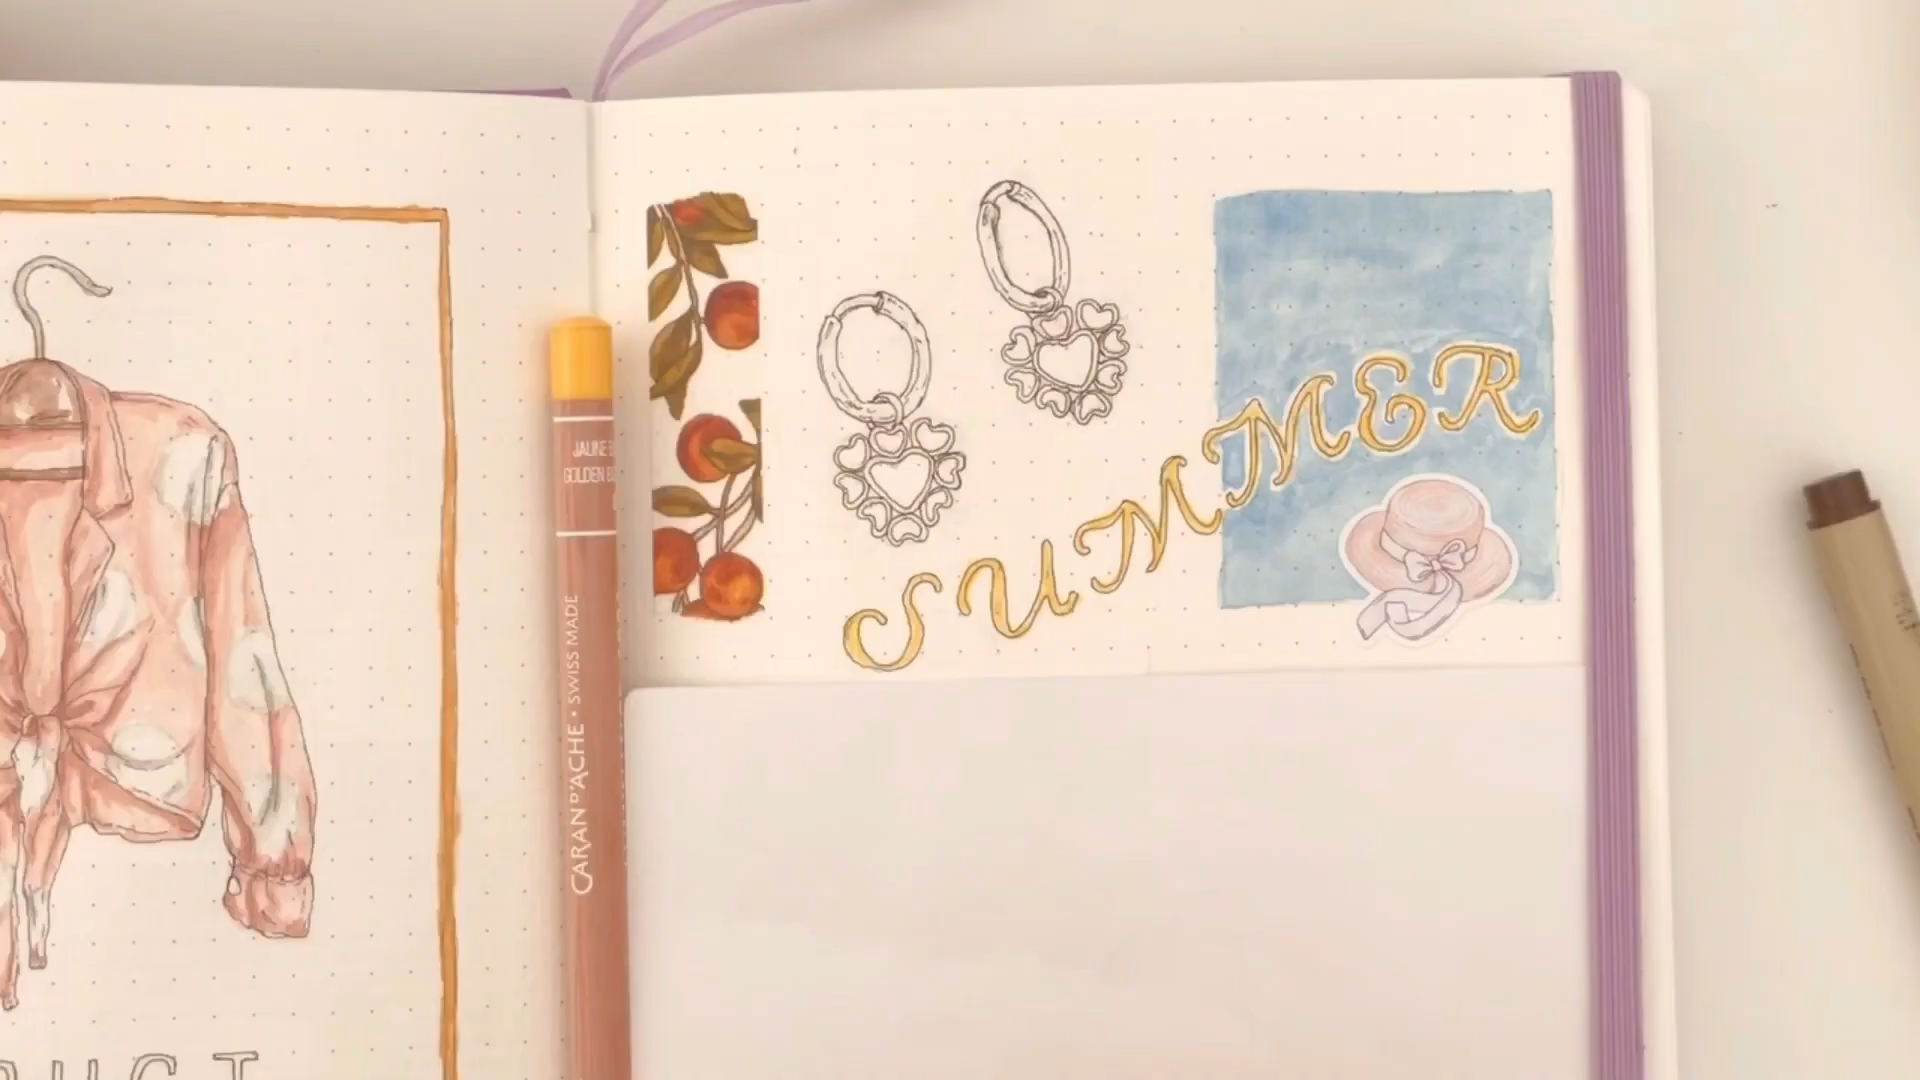 SUMMER
JAUNE
GOLDEN
CARAN D'ACHE • SWISS MADE